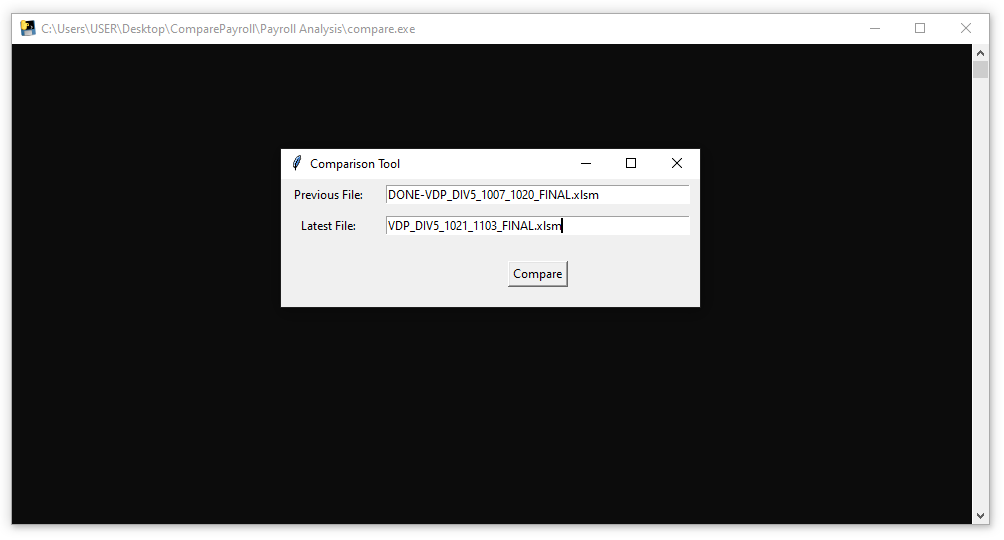 C:\Users\USER\Desktop\ComparePayroll\Payroll Analysis\compare.exe
Comparison Tool
Previous File: DONE-VDP_DIV5_1007_1020_FINAL.xlsm
Latest File: VDP_DIV5_1021_1103_FINAL.xlsm
Compare